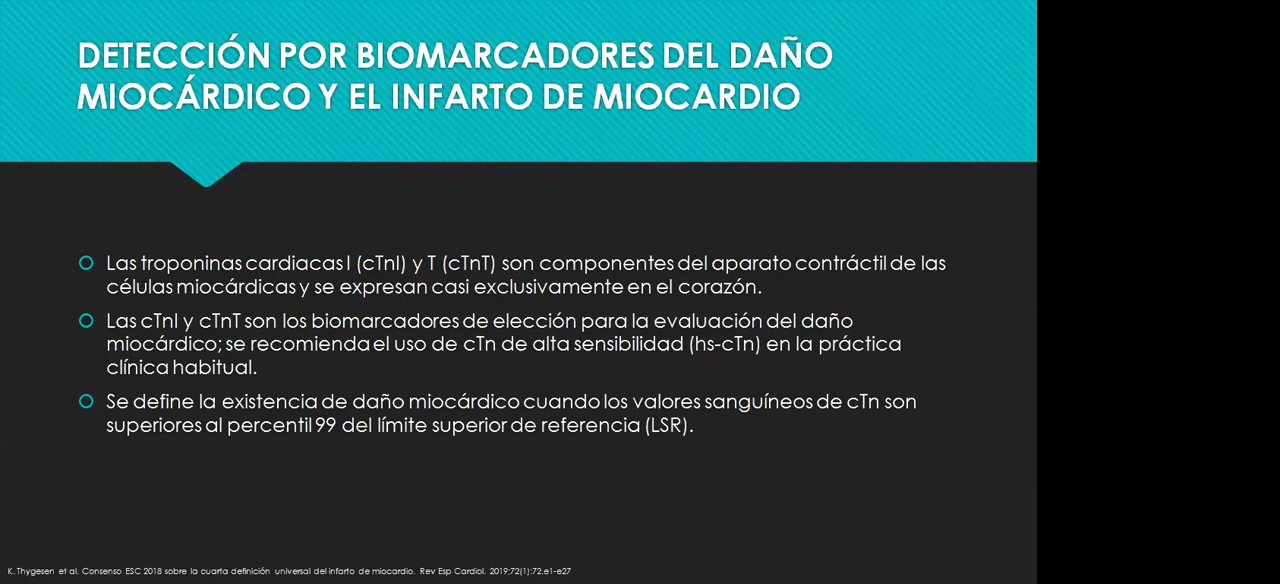 DETECCIÓN POR BIOMARCADORES DEL DAÑO
MIOCÁRDICO Y EL INFARTO DE MIOCARDIO
Las troponinas cardiacas I (cTnI) y T (cTnT) son componentes del aparato contráctil de las
células miocárdicas y se expresan casi exclusivamente en el corazón.
Las cTnI y cTnT son los biomarcadores de elección para la evaluación del daño
miocárdico; se recomienda el uso de cTn de alta sensibilidad (hs-cTn) en la práctica
clínica habitual.
Se define la existencia de daño miocárdico cuando los valores sanguíneos de cTn son
superiores al percentil 99 del límite superior de referencia (LSR).
K. Thygesen et al. Consenso ESC 2018 sobre la cuarta definición universal del infarto de miocardio. Rev Esp Cardiol. 2019;72(1):72.e1-e27